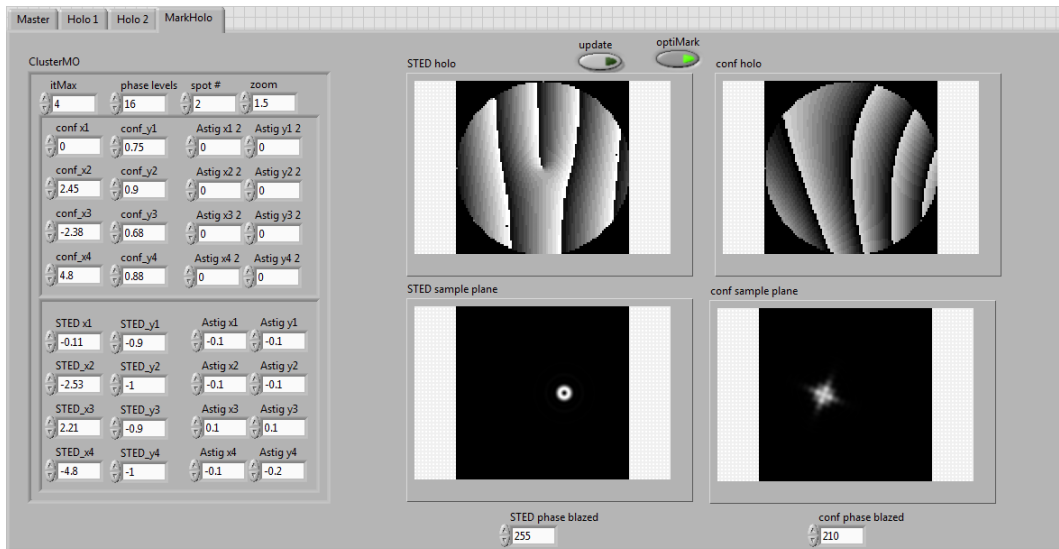 Master Holo 1 Holo 2 MarkHolo
update optiMark
ClusterMO STED holo conf holo
itMax phase levels spot # zoom
4 16 2 1.5
conf x1 conf_y1 Astig x1 2 Astig y1 2
0 0.75 0 0
conf_x2 conf_y2 Astig x2 2 Astig y2 2
2.45 0.9 0 0
conf_x3 conf_y3 Astig x3 2 Astig y3 2
-2.38 0.68 0 0
conf_x4 conf_y4 Astig x4 2 Astig y4 2
4.8 0.88 0 0
STED sample plane conf sample plane
STED x1 STED_y1 Astig x1 Astig y1
-0.11 -0.9 -0.1 -0.1
STED_x2 STED_y2 Astig x2 Astig y2
-2.53 -1 -0.1 -0.1
STED_x3 STED_y3 Astig x3 Astig y3
2.21 -0.9 0.1 0.1
STED_x4 STED_y4 Astig x4 Astig y4
-4.8 -1 -0.1 -0.2
STED phase blazed conf phase blazed
255 210